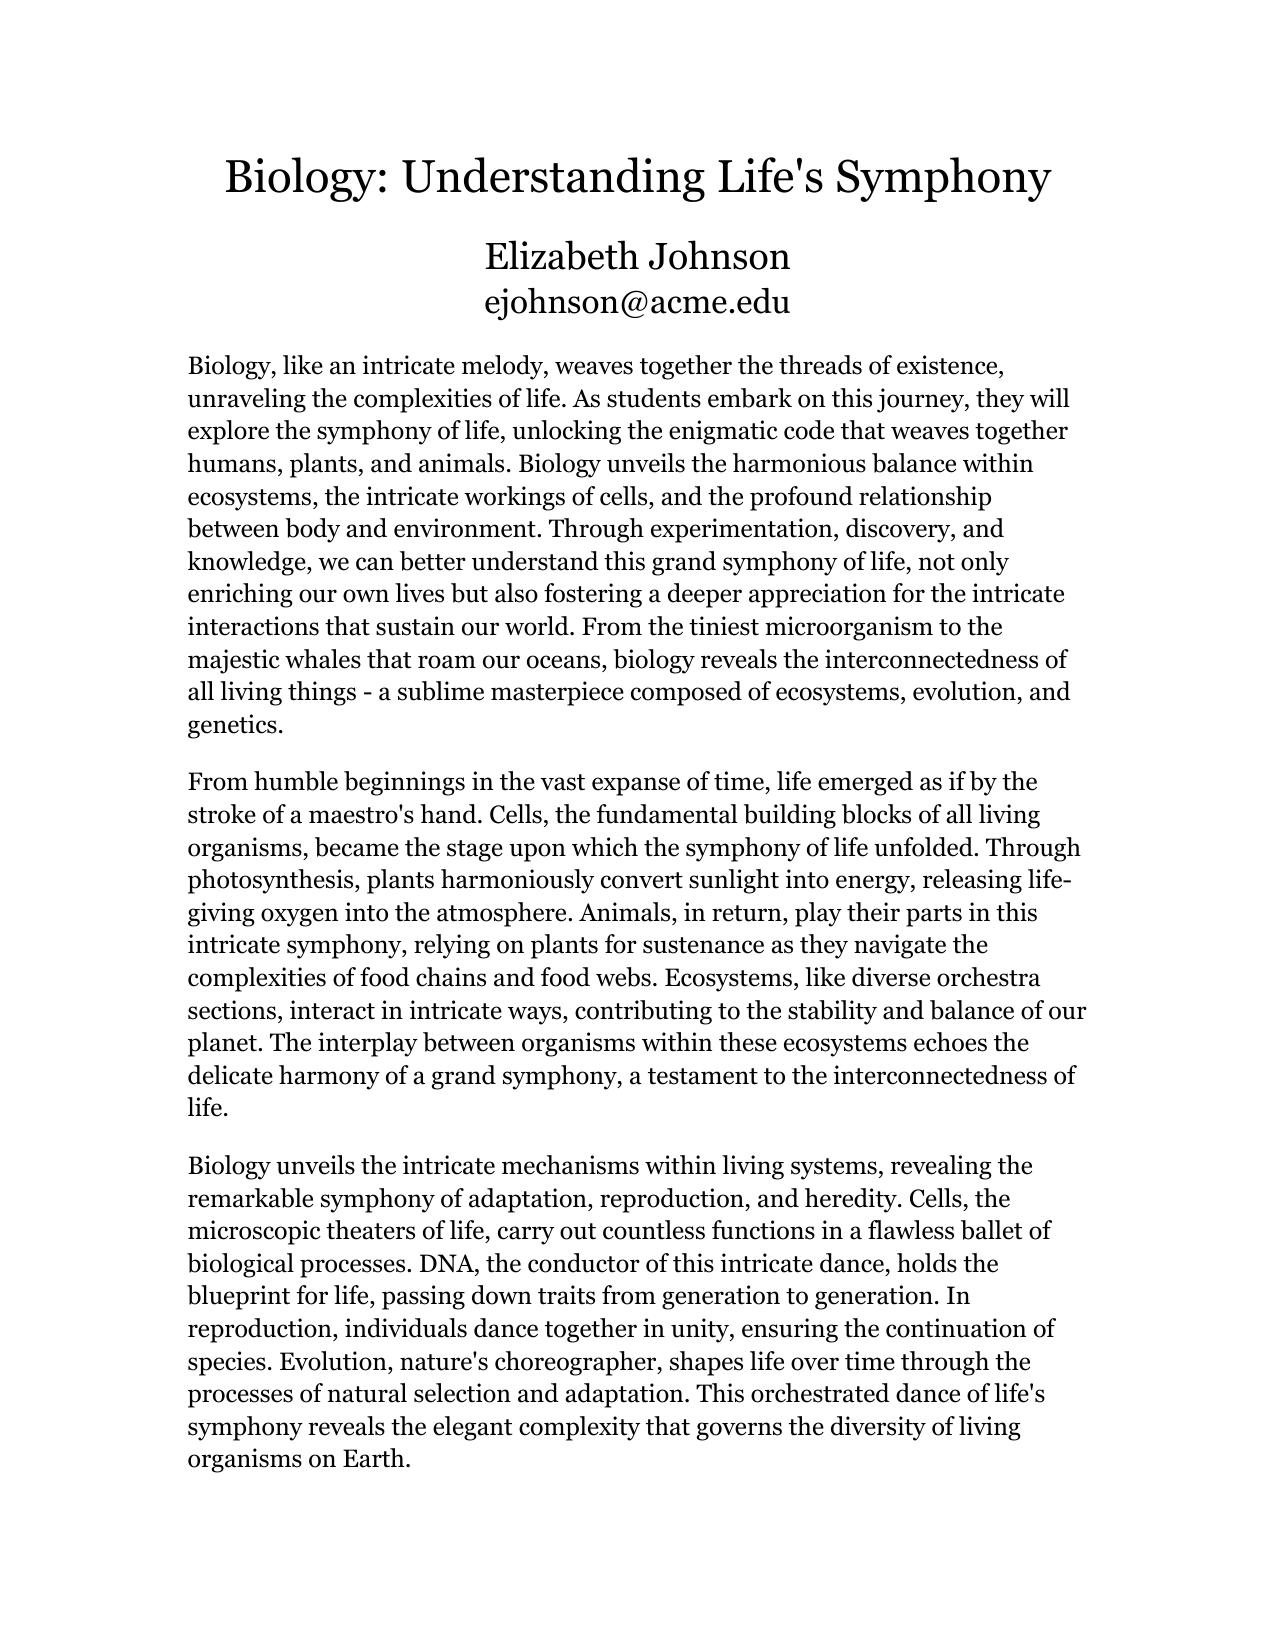 Biology: Understanding Life's Symphony
Elizabeth Johnson
ejohnson@acme.edu
Biology, like an intricate melody, weaves together the threads of existence,
unraveling the complexities of life. As students embark on this journey, they will
explore the symphony of life, unlocking the enigmatic code that weaves together
humans, plants, and animals. Biology unveils the harmonious balance within
ecosystems, the intricate workings of cells, and the profound relationship
between body and environment. Through experimentation, discovery, and
knowledge, we can better understand this grand symphony of life, not only
enriching our own lives but also fostering a deeper appreciation for the intricate
interactions that sustain our world. From the tiniest microorganism to the
majestic whales that roam our oceans, biology reveals the interconnectedness of
all living things - a sublime masterpiece composed of ecosystems, evolution, and
genetics.
From humble beginnings in the vast expanse of time, life emerged as if by the
stroke of a maestro's hand. Cells, the fundamental building blocks of all living
organisms, became the stage upon which the symphony of life unfolded. Through
photosynthesis, plants harmoniously convert sunlight into energy, releasing life-
giving oxygen into the atmosphere. Animals, in return, play their parts in this
intricate symphony, relying on plants for sustenance as they navigate the
complexities of food chains and food webs. Ecosystems, like diverse orchestra
sections, interact in intricate ways, contributing to the stability and balance of our
planet. The interplay between organisms within these ecosystems echoes the
delicate harmony of a grand symphony, a testament to the interconnectedness of
life.
Biology unveils the intricate mechanisms within living systems, revealing the
remarkable symphony of adaptation, reproduction, and heredity. Cells, the
microscopic theaters of life, carry out countless functions in a flawless ballet of
biological processes. DNA, the conductor of this intricate dance, holds the
blueprint for life, passing down traits from generation to generation. In
reproduction, individuals dance together in unity, ensuring the continuation of
species. Evolution, nature's choreographer, shapes life over time through the
processes of natural selection and adaptation. This orchestrated dance of life's
symphony reveals the elegant complexity that governs the diversity of living
organisms on Earth.